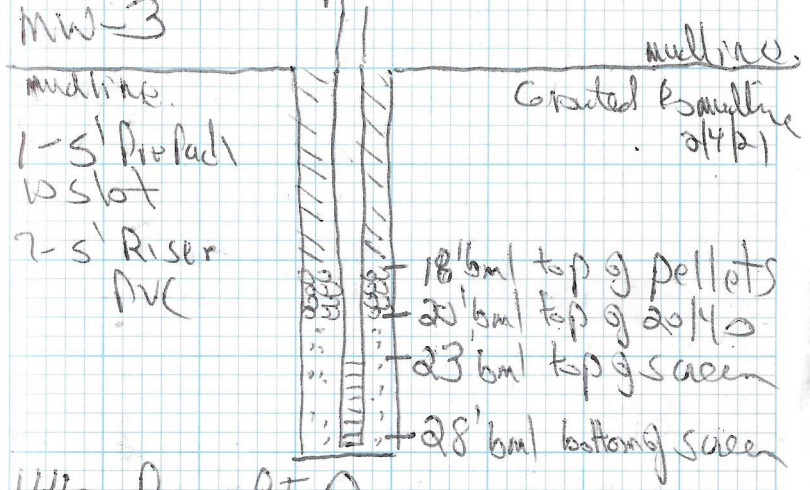 MW-3
mudline.
mudline.
Grouted to mudline
2/4/21
1-5' PrePack
10 slot
7-5' Riser
PVC
18' bml top of pellets
20' bml top of 20/40
23' bml top of screen
28' bml bottom of screen